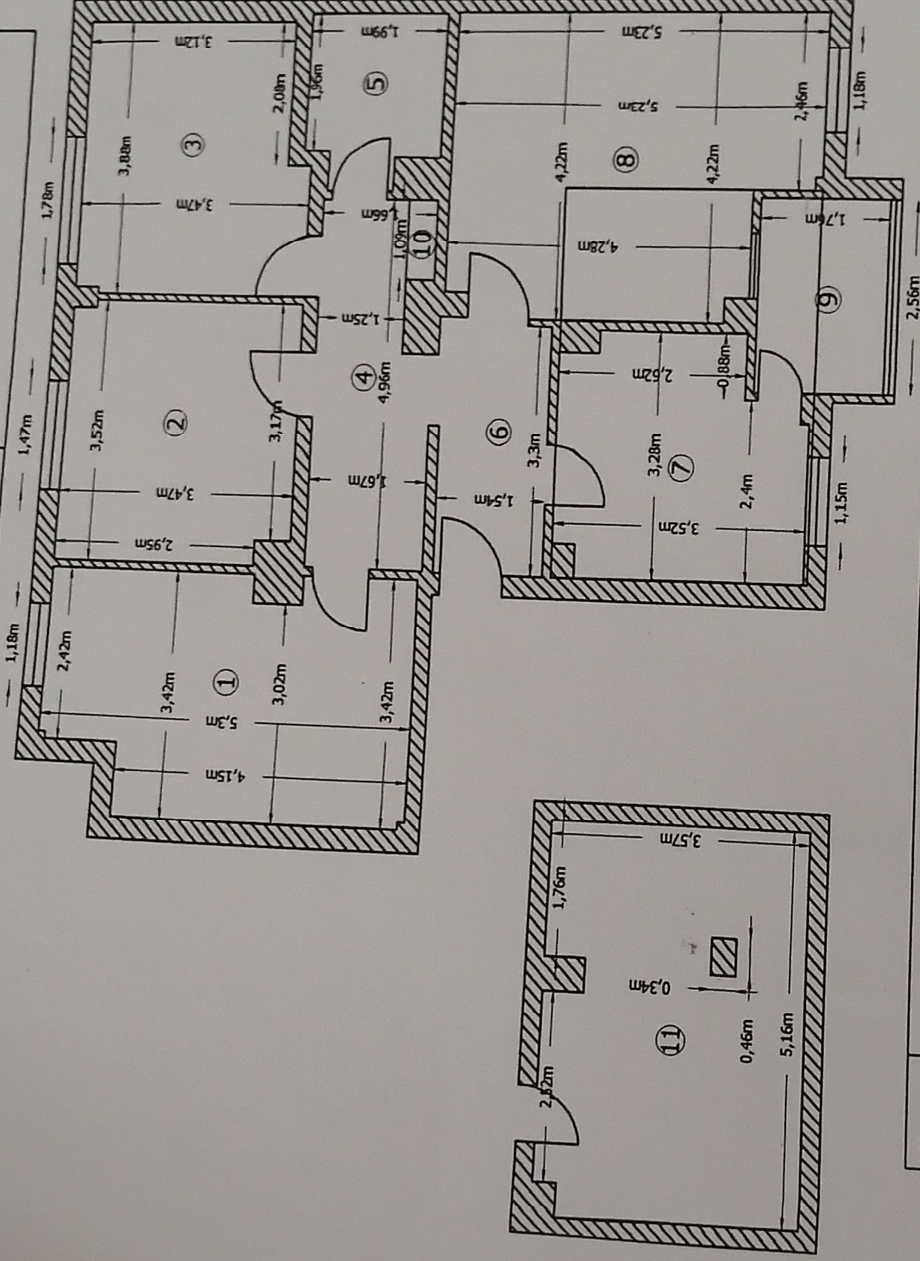 3,12m
1,99m
5,23m
2,08m
1,96m
⑤
5,23m
2,46m
1,18m
③
3,88m
4,22m
⑧
4,22m
1,78m
3,47m
1,66m
1,09m
⑩
4,28m
1,76m
⑨
2,56m
1,25m
④
4,96m
2,62m
0,88m
②
1,47m
3,52m
3,17m
⑥
3,3m
3,28m
⑦
3,47m
1,67m
1,54m
2,4m
1,15m
2,95m
3,52m
1,18m
2,42m
①
3,42m
3,02m
3,42m
5,3m
4,15m
3,57m
1,76m
0,34m
⑪
0,46m
5,16m
2,52m